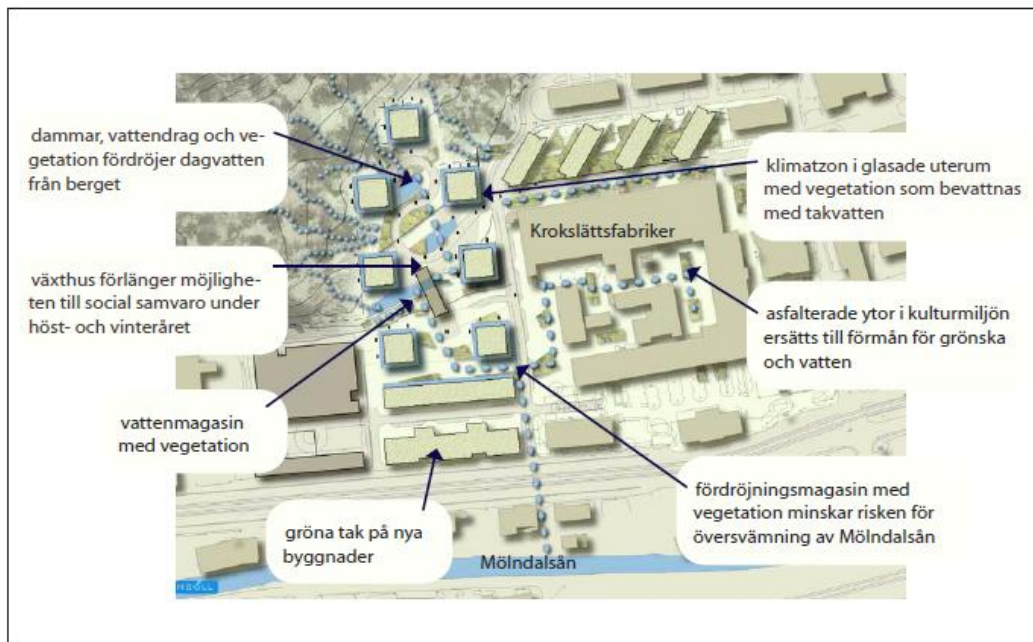 dammar, vattendrag och ve-
getation fördröjer dagvatten
från berget
klimatzon i glasade uterum
med vegetation som bevattnas
med takvatten
Krokslättsfabriker
växthus förlänger möjlighe-
ten till social samvaro under
höst- och vinteråret
asfalterade ytor i kulturmiljön
ersätts till förmån för grönska
och vatten
vattenmagasin
med vegetation
fördröjningsmagasin med
vegetation minskar risken för
översvämning av Mölndalsån
gröna tak på nya
byggnader
Mölndalsån